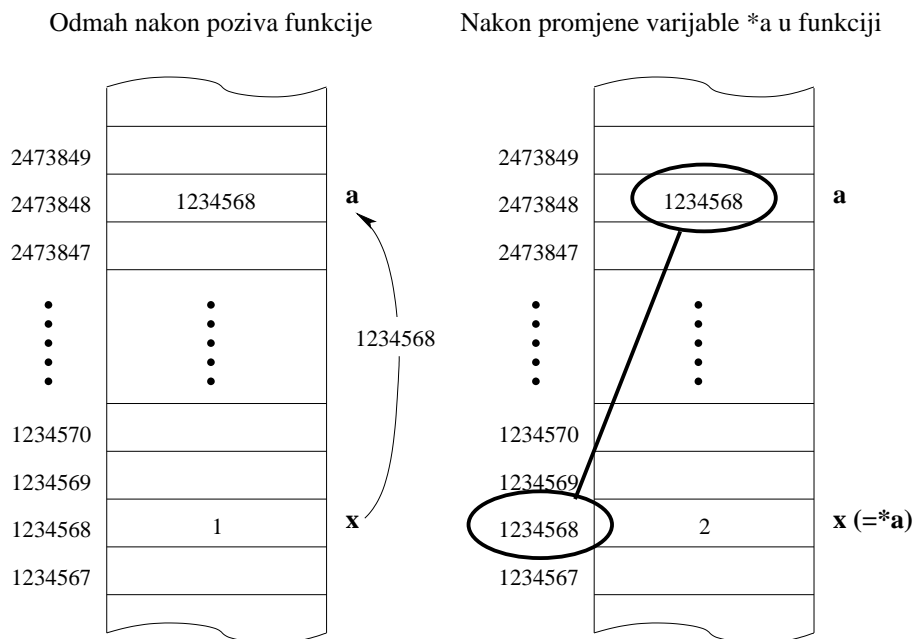 Odmah nakon poziva funkcije
2473849
2473848 1234568 a
2473847
1234568
1234570
1234569
1234568 1 x
1234567
Nakon promjene varijable *a u funkciji
2473849
2473848 1234568 a
2473847
1234570
1234569
1234568 2 x (=*a)
1234567